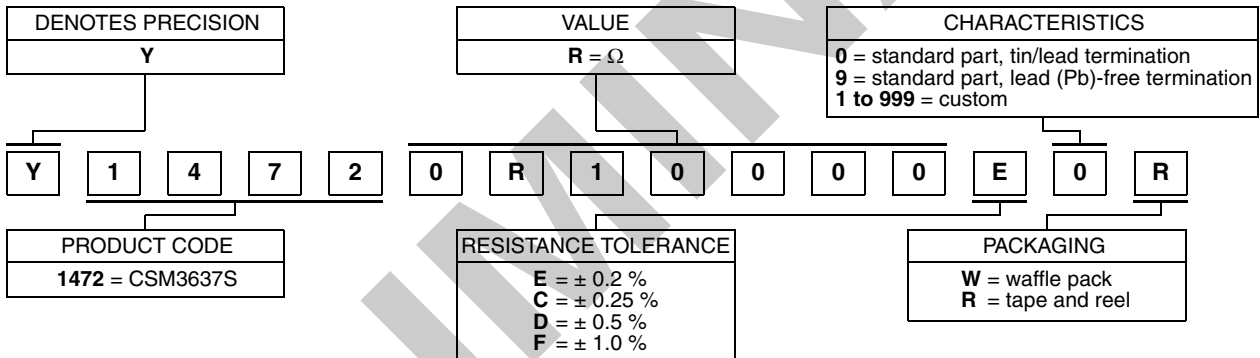 DENOTES PRECISION
Y
VALUE
R = Ω
CHARACTERISTICS
0 = standard part, tin/lead termination
9 = standard part, lead (Pb)-free termination
1 to 999 = custom
Y 1 4 7 2 0 R 1 0 0 0 0 E 0 R
PRODUCT CODE
1472 = CSM3637S
RESISTANCE TOLERANCE
E = ± 0.2 %
C = ± 0.25 %
D = ± 0.5 %
F = ± 1.0 %
PACKAGING
W = waffle pack
R = tape and reel